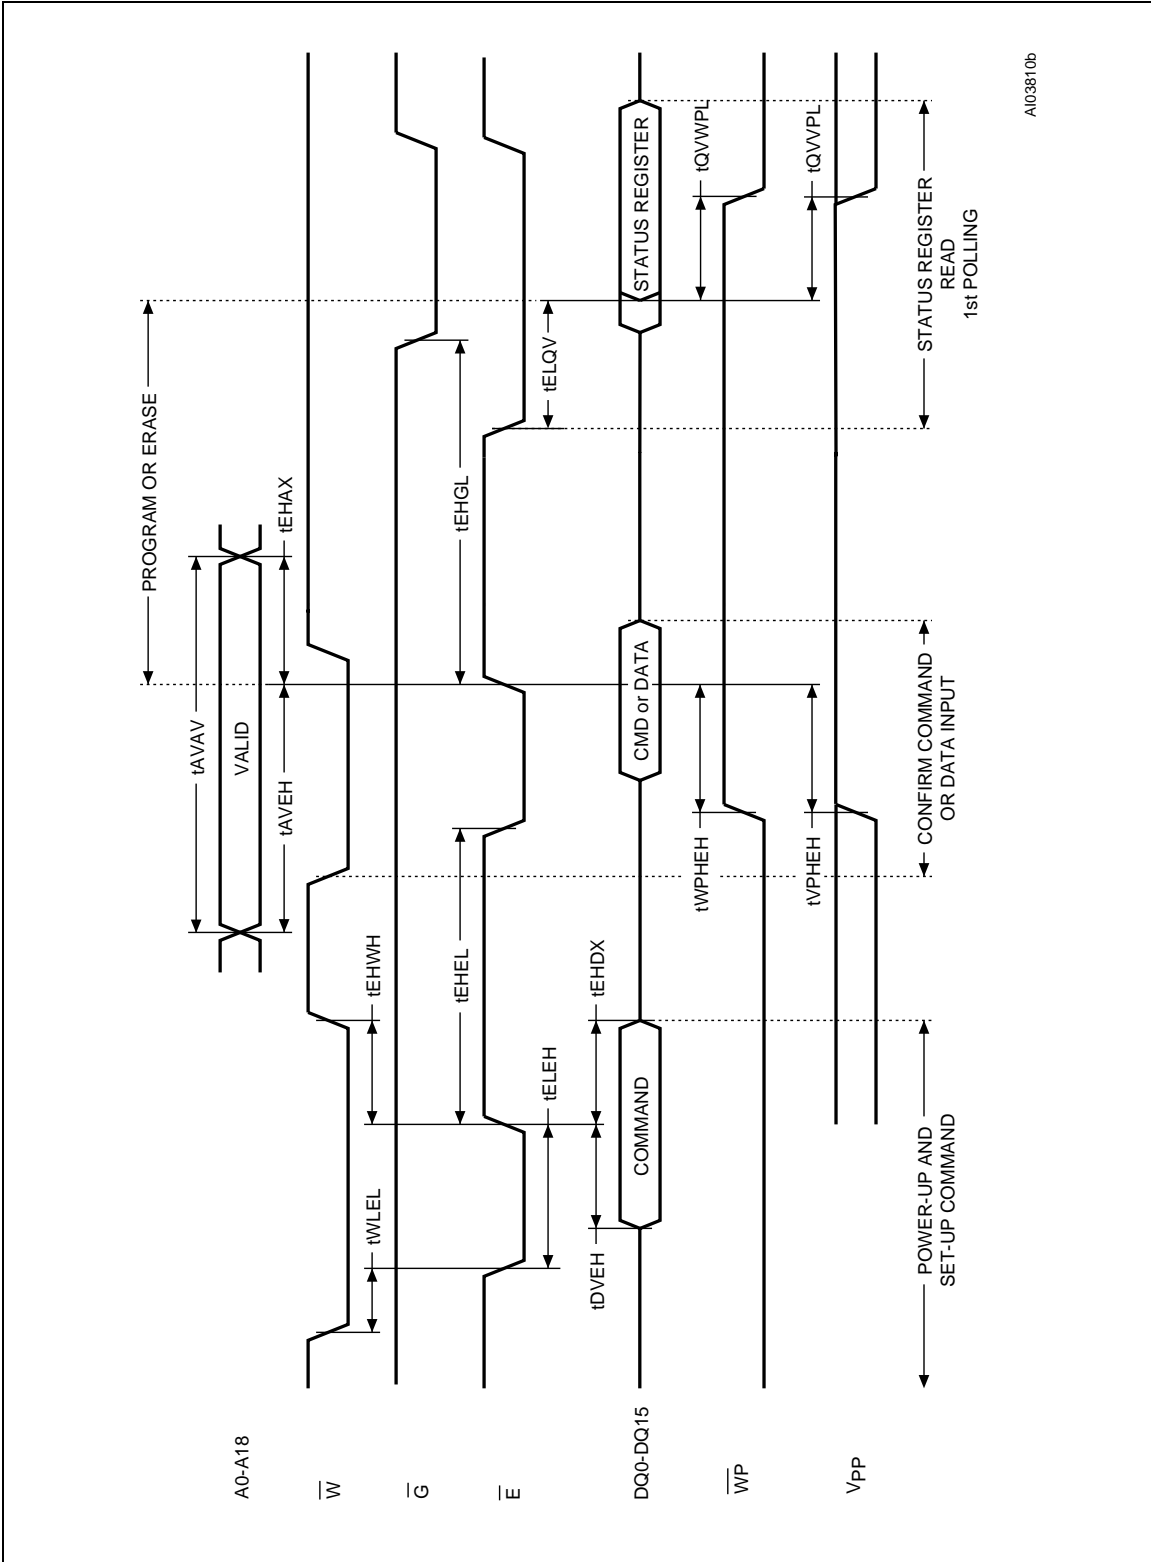 PROGRAM OR ERASE
tAVAV
A0-A18
VALID
tAVEH
tEHAX
W
tWLEL
tEHWH
G
tEHEL
tEHGL
E
tELEH
tELQV
tDVEH
tEHDX
DQ0-DQ15
COMMAND
CMD or DATA
STATUS REGISTER
tWPHEH
tQVWPL
WP
tVPHEH
tQVVPL
VPP
POWER-UP AND
SET-UP COMMAND
CONFIRM COMMAND
OR DATA INPUT
STATUS REGISTER
READ
1st POLLING
AI03810b